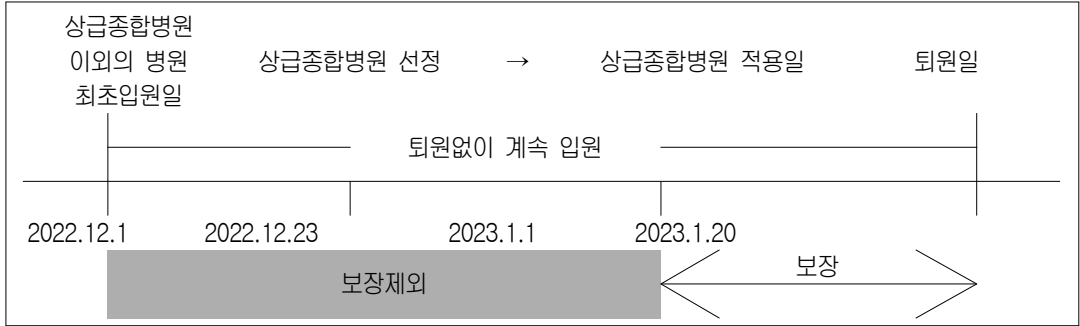 상급종합병원
이외의 병원
최초입원일
상급종합병원 선정 → 상급종합병원 적용일 퇴원일
퇴원없이 계속 입원
2022.12.1 2022.12.23 2023.1.1 2023.1.20
보장제외
보장